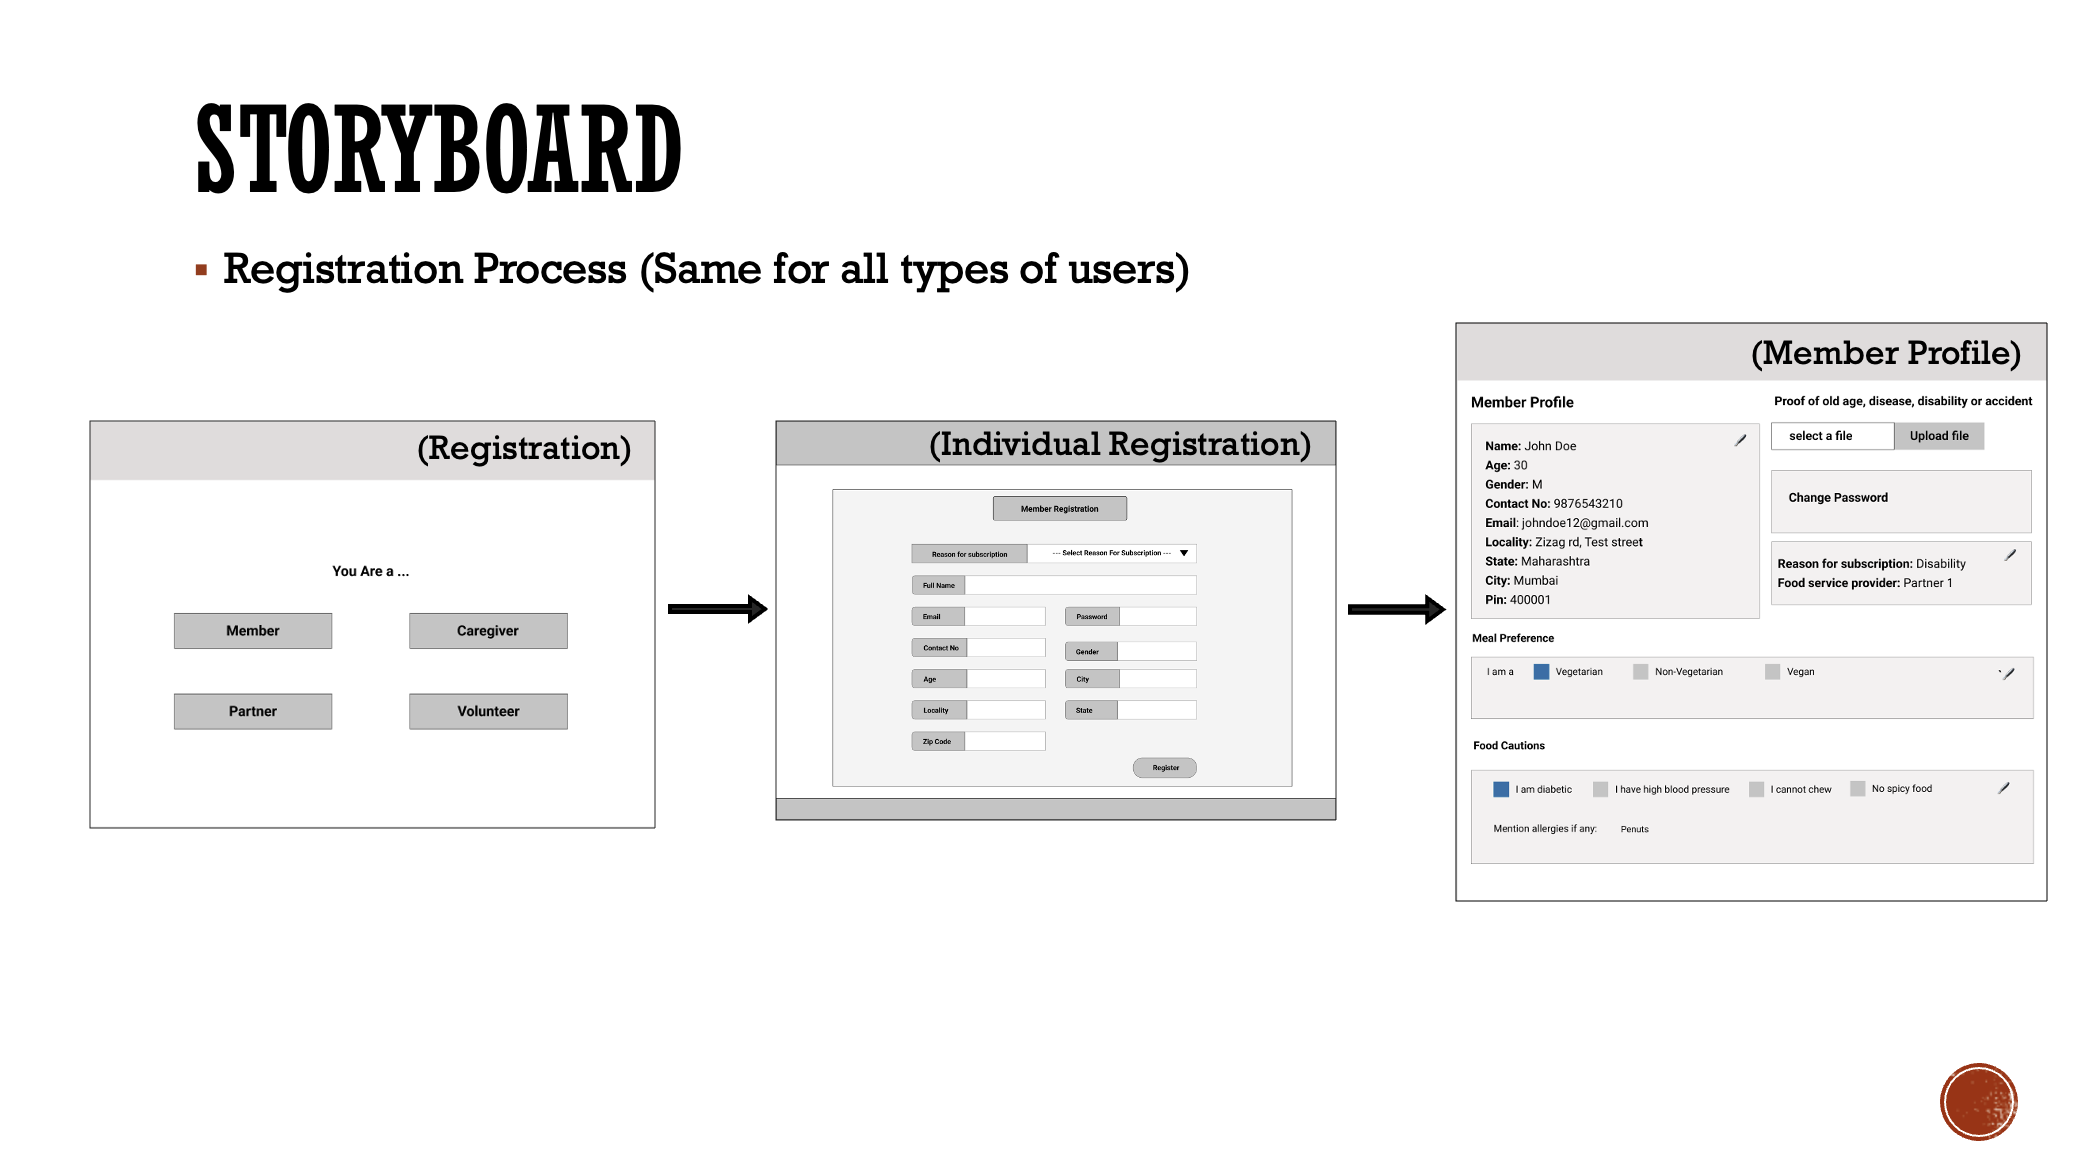 STORYBOARD
Registration Process (Same for all types of users)
(Registration)
You Are a ...
Member Caregiver
Partner Volunteer
(Individual Registration)
Member Registration
Reason for subscription --- Select Reason For Subscription ---
Full Name
Email Password
Contact No Gender
Age City
Locality State
Zip Code
Register
(Member Profile)
Member Profile
Name: John Doe
Age: 30
Gender: M
Contact No: 9876543210
Email: johndoe12@gmail.com
Locality: Zizag rd, Test street
State: Maharashtra
City: Mumbai
Pin: 400001
Proof of old age, disease, disability or accident
select a file Upload file
Change Password
Reason for subscription: Disability
Food service provider: Partner 1
Meal Preference
I am a Vegetarian Non-Vegetarian Vegan
Food Cautions
I am diabetic I have high blood pressure I cannot chew No spicy food
Mention allergies if any: Penuts